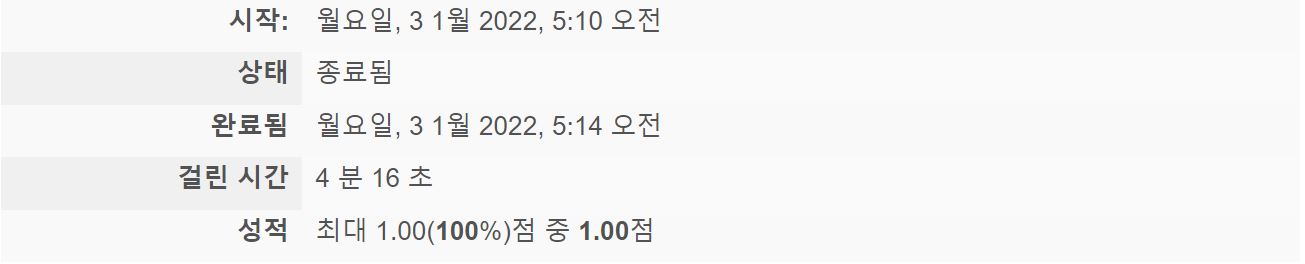 시작: 월요일, 3 1월 2022, 5:10 오전
상태 종료됨
완료됨 월요일, 3 1월 2022, 5:14 오전
걸린 시간 4 분 16 초
성적 최대 1.00(100%)점 중 1.00점